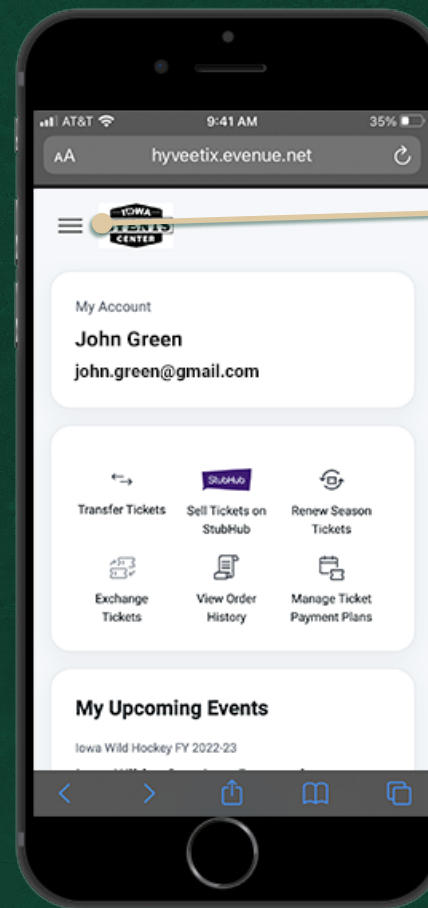 AT&T 9:41 AM 35%
AA hyveetix.evenue.net
IOWA
EVENTS
CENTER
My Account
John Green
john.green@gmail.com
StubHub
Transfer Tickets Sell Tickets on Renew Season
StubHub Tickets
Exchange View Order Manage Ticket
Tickets History Payment Plans
My Upcoming Events
Iowa Wild Hockey FY 2022-23